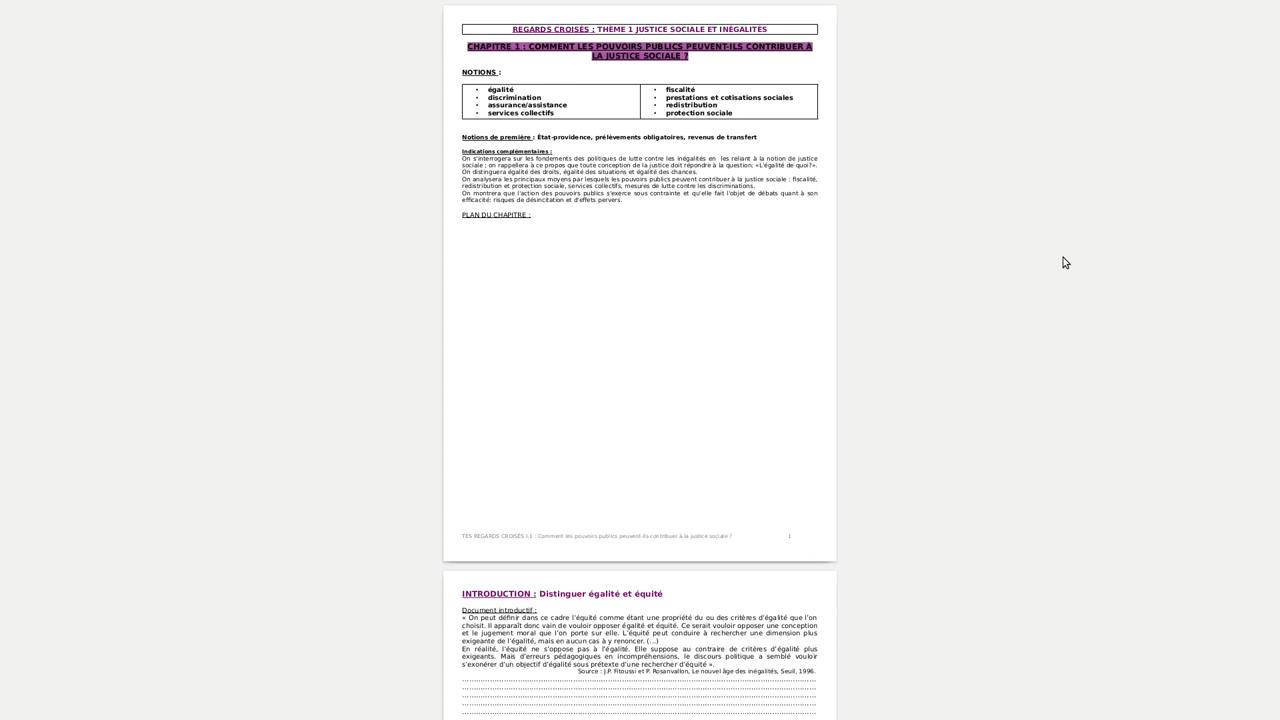 REGARDS CROISÉS : THÈME 1 JUSTICE SOCIALE ET INÉGALITÉS
CHAPITRE 1 : COMMENT LES POUVOIRS PUBLICS PEUVENT-ILS CONTRIBUER À
LA JUSTICE SOCIALE ?
NOTIONS :
• égalité
• discrimination
• assurance/assistance
• services collectifs
• fiscalité
• prestations et cotisations sociales
• redistribution
• protection sociale
Notions de première : État-providence, prélèvements obligatoires, revenus de transfert
Indications complémentaires :
On s'interrogera sur les fondements des politiques de lutte contre les inégalités en les reliant à la notion de justice
sociale ; on rappellera à ce propos que toute conception de la justice doit répondre à la question: «L'égalité de quoi?».
On distinguera égalité des droits, égalité des situations et égalité des chances.
On analysera les principaux moyens par lesquels les pouvoirs publics peuvent contribuer à la justice sociale : fiscalité,
redistribution et protection sociale, services collectifs, mesures de lutte contre les discriminations.
On montrera que l'action des pouvoirs publics s'exerce sous contrainte et qu'elle fait l'objet de débats quant à son
efficacité: risques de désincitation et d'effets pervers.
PLAN DU CHAPITRE :
TES REGARDS CROISÉS I.1 : Comment les pouvoirs publics peuvent-ils contribuer à la justice sociale ? 1
INTRODUCTION : Distinguer égalité et équité
Document introductif :
« On peut définir dans ce cadre l'équité comme étant une propriété du ou des critères d'égalité que l'on
choisit. Il apparaît donc vain de vouloir opposer égalité et équité. Ce serait vouloir opposer une conception
et le jugement moral que l'on porte sur elle. L'équité peut conduire à rechercher une dimension plus
exigeante de l'égalité, mais en aucun cas à y renoncer. (…)
En réalité, l'équité ne s'oppose pas à l'égalité. Elle suppose au contraire de critères d'égalité plus
exigeants. Mais d'erreurs pédagogiques en incompréhensions, le discours politique a semblé vouloir
s'exonérer d'un objectif d'égalité sous prétexte d'une rechercher d'équité ».
Source : J.P. Fitoussi et P. Rosanvallon, Le nouvel âge des inégalités, Seuil, 1996.